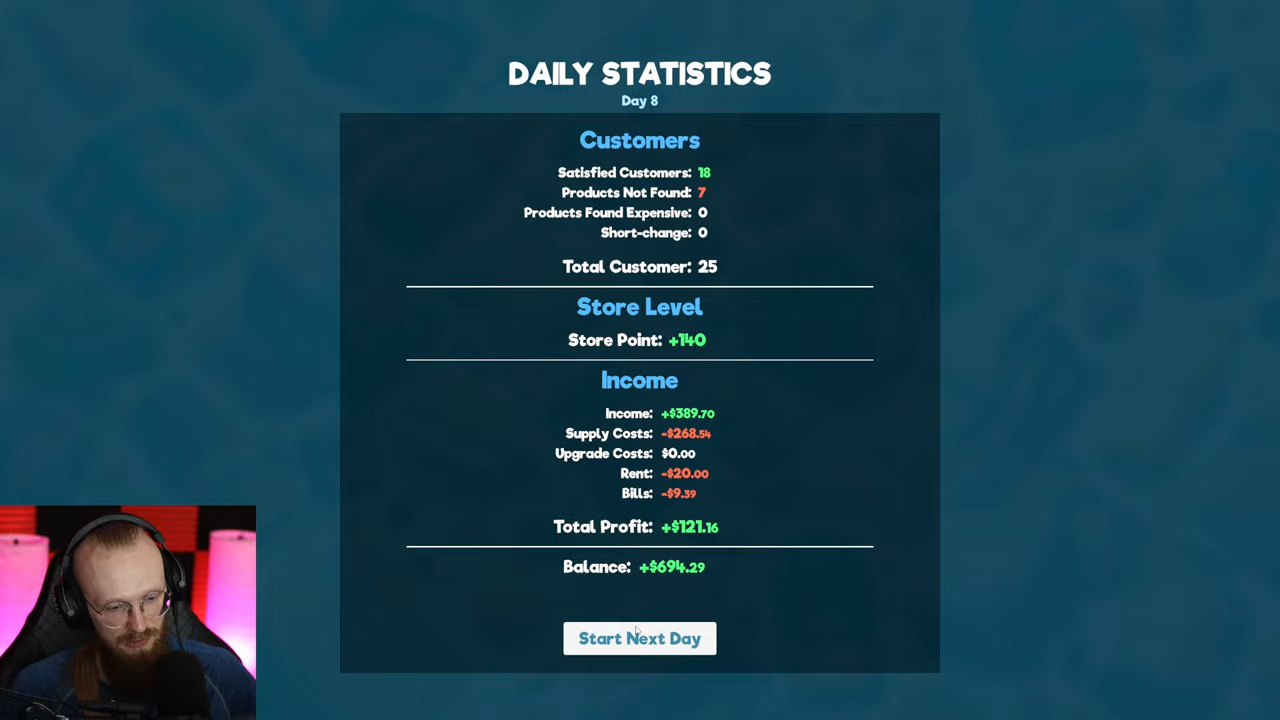 DAILY STATISTICS
Day 8
Customers
Satisfied Customers: 18
Products Not Found: 7
Products Found Expensive: 0
Short-change: 0
Total Customer: 25
Store Level
Store Point: +140
Income
Income: +$389.70
Supply Costs: -$268.54
Upgrade Costs: $0.00
Rent: -$20.00
Bills: -$9.39
Total Profit: +$121.16
Balance: +$694.29
Start Next Day